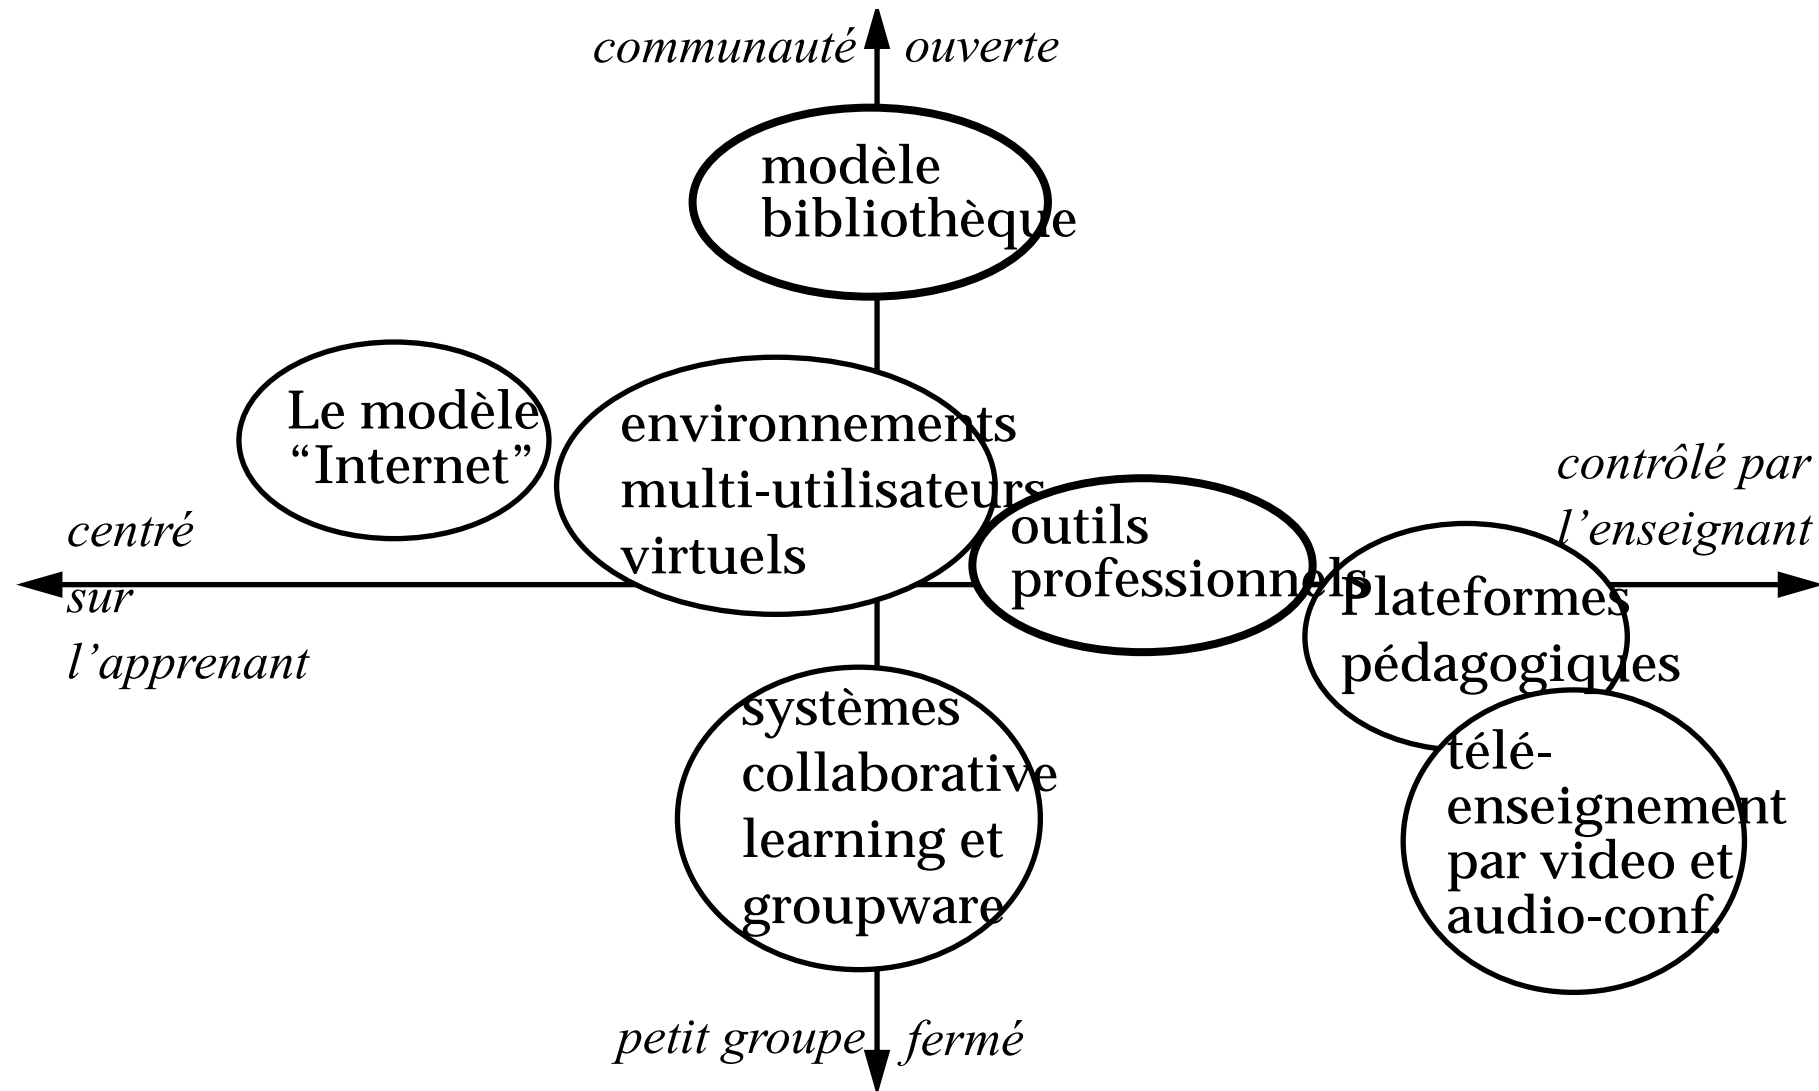 communauté ouverte
modèle
bibliothèque
Le modèle
“Internet”
environnements
multi-utilisateurs
virtuels
contrôlé par
l’enseignant
centré
sur
l’apprenant
outils
professionnels
Plateformes
pédagogiques
systèmes
collaborative
learning et
groupware
télé-
enseignement
par video et
audio-conf.
petit groupe fermé